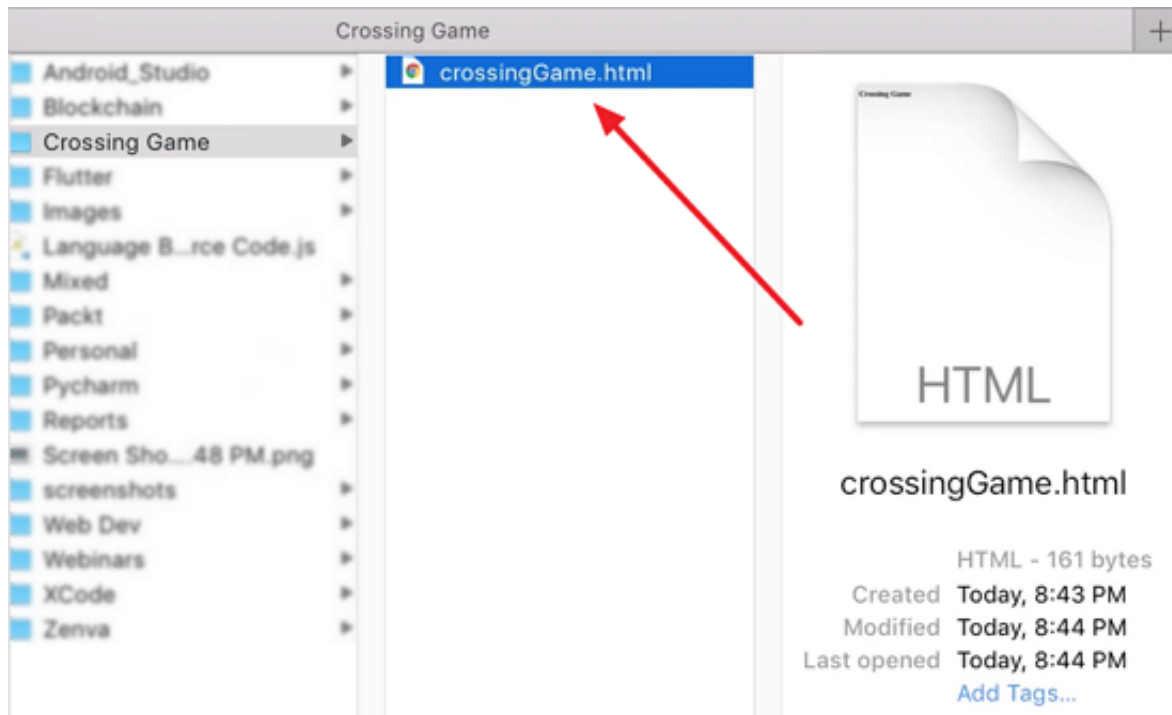 Crossing Game
Android_Studio
Blockchain
Crossing Game
Flutter
Images
Language B...rce Code.js
Mixed
Packt
Personal
Pycharm
Reports
Screen Sho....48 PM.png
screenshots
Web Dev
Webinars
XCode
Zenva
crossingGame.html
Crossing Game
HTML
crossingGame.html
HTML - 161 bytes
Created Today, 8:43 PM
Modified Today, 8:44 PM
Last opened Today, 8:44 PM
Add Tags...